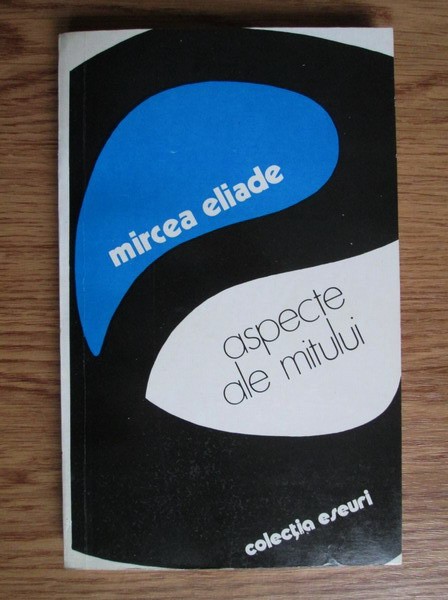 mircea eliade
aspecte
ale mitului
colecția eseuri